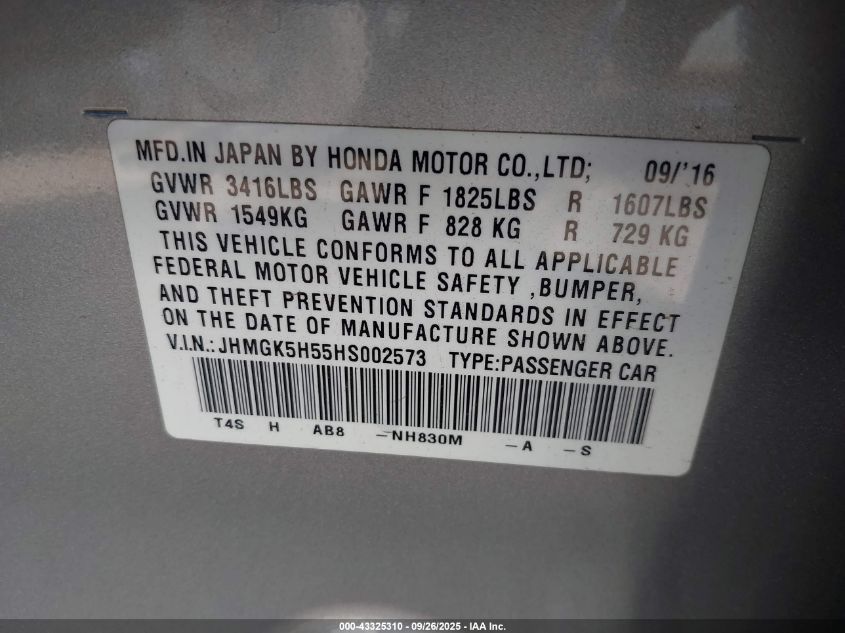 MFD.IN JAPAN BY HONDA MOTOR CO.,LTD; 09/'16
GVWR 3416LBS GAWR F 1825LBS R 1607LBS
GVWR 1549KG GAWR F 828 KG R 729 KG
THIS VEHICLE CONFORMS TO ALL APPLICABLE
FEDERAL MOTOR VEHICLE SAFETY ,BUMPER,
AND THEFT PREVENTION STANDARDS IN EFFECT
ON THE DATE OF MANUFACTURE SHOWN ABOVE.
V.I.N.: JHMGK5H55HS002573 TYPE:PASSENGER CAR
T4S H AB8 -NH830M -A -S
000-43325310 - 09/26/2025 - IAA Inc.